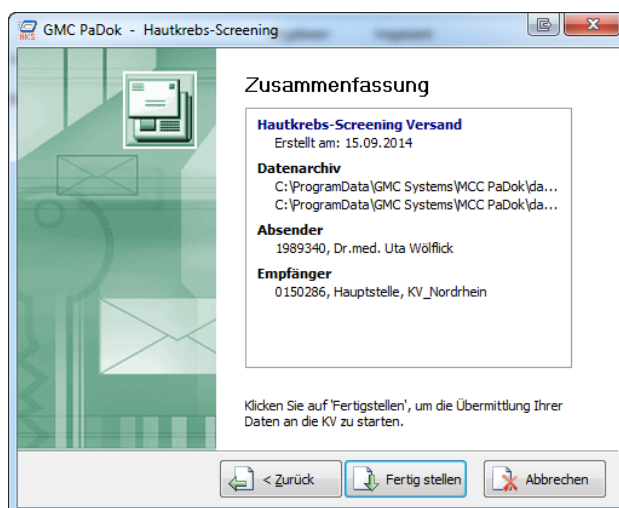 GMC PaDok - Hautkrebs-Screening
HKS
Zusammenfassung
Hautkrebs-Screening Versand
Erstellt am: 15.09.2014
Datenarchiv
C:\ProgramData\GMC Systems\MCC PaDok\da...
C:\ProgramData\GMC Systems\MCC PaDok\da...
Absender
1989340, Dr.med. Uta Wölflick
Empfänger
0150286, Hauptstelle, KV_Nordrhein
Klicken Sie auf 'Fertigstellen', um die Übermittlung Ihrer
Daten an die KV zu starten.
< Zurück Fertig stellen Abbrechen